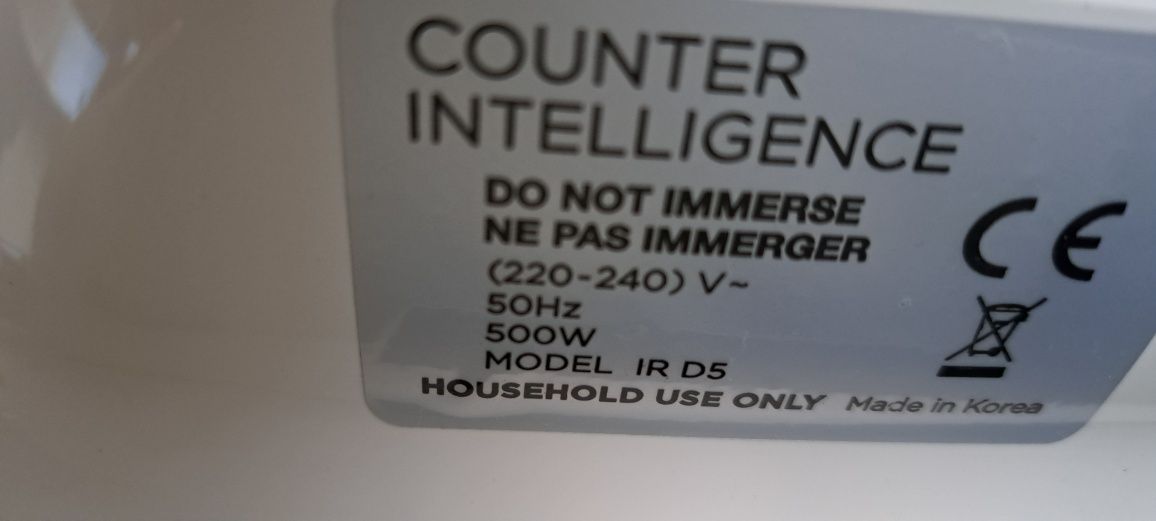 COUNTER
INTELLIGENCE
DO NOT IMMERSE
NE PAS IMMERGER
(220-240) V~
50Hz
500W
MODEL IR D5
HOUSEHOLD USE ONLY Made in Korea
CE